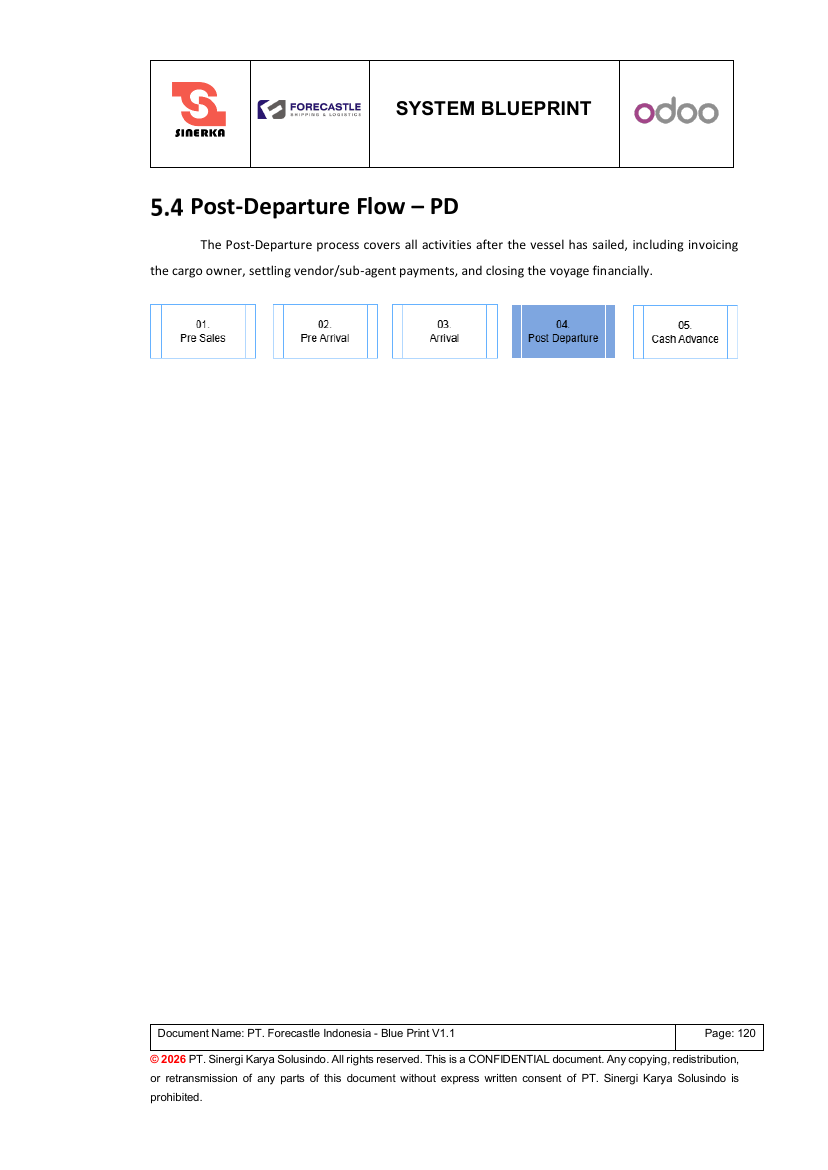 SINERKA
FORECASTLE
SHIPPING & LOGISTICS
SYSTEM BLUEPRINT
odoo
5.4 Post-Departure Flow – PD
The Post-Departure process covers all activities after the vessel has sailed, including invoicing
the cargo owner, settling vendor/sub-agent payments, and closing the voyage financially.
01.
Pre Sales
02.
Pre Arrival
03.
Arrival
04.
Post Departure
05.
Cash Advance
Document Name: PT. Forecastle Indonesia - Blue Print V1.1
Page: 120
© 2026 PT. Sinergi Karya Solusindo. All rights reserved. This is a CONFIDENTIAL document. Any copying, redistribution,
or retransmission of any parts of this document without express written consent of PT. Sinergi Karya Solusindo is
prohibited.